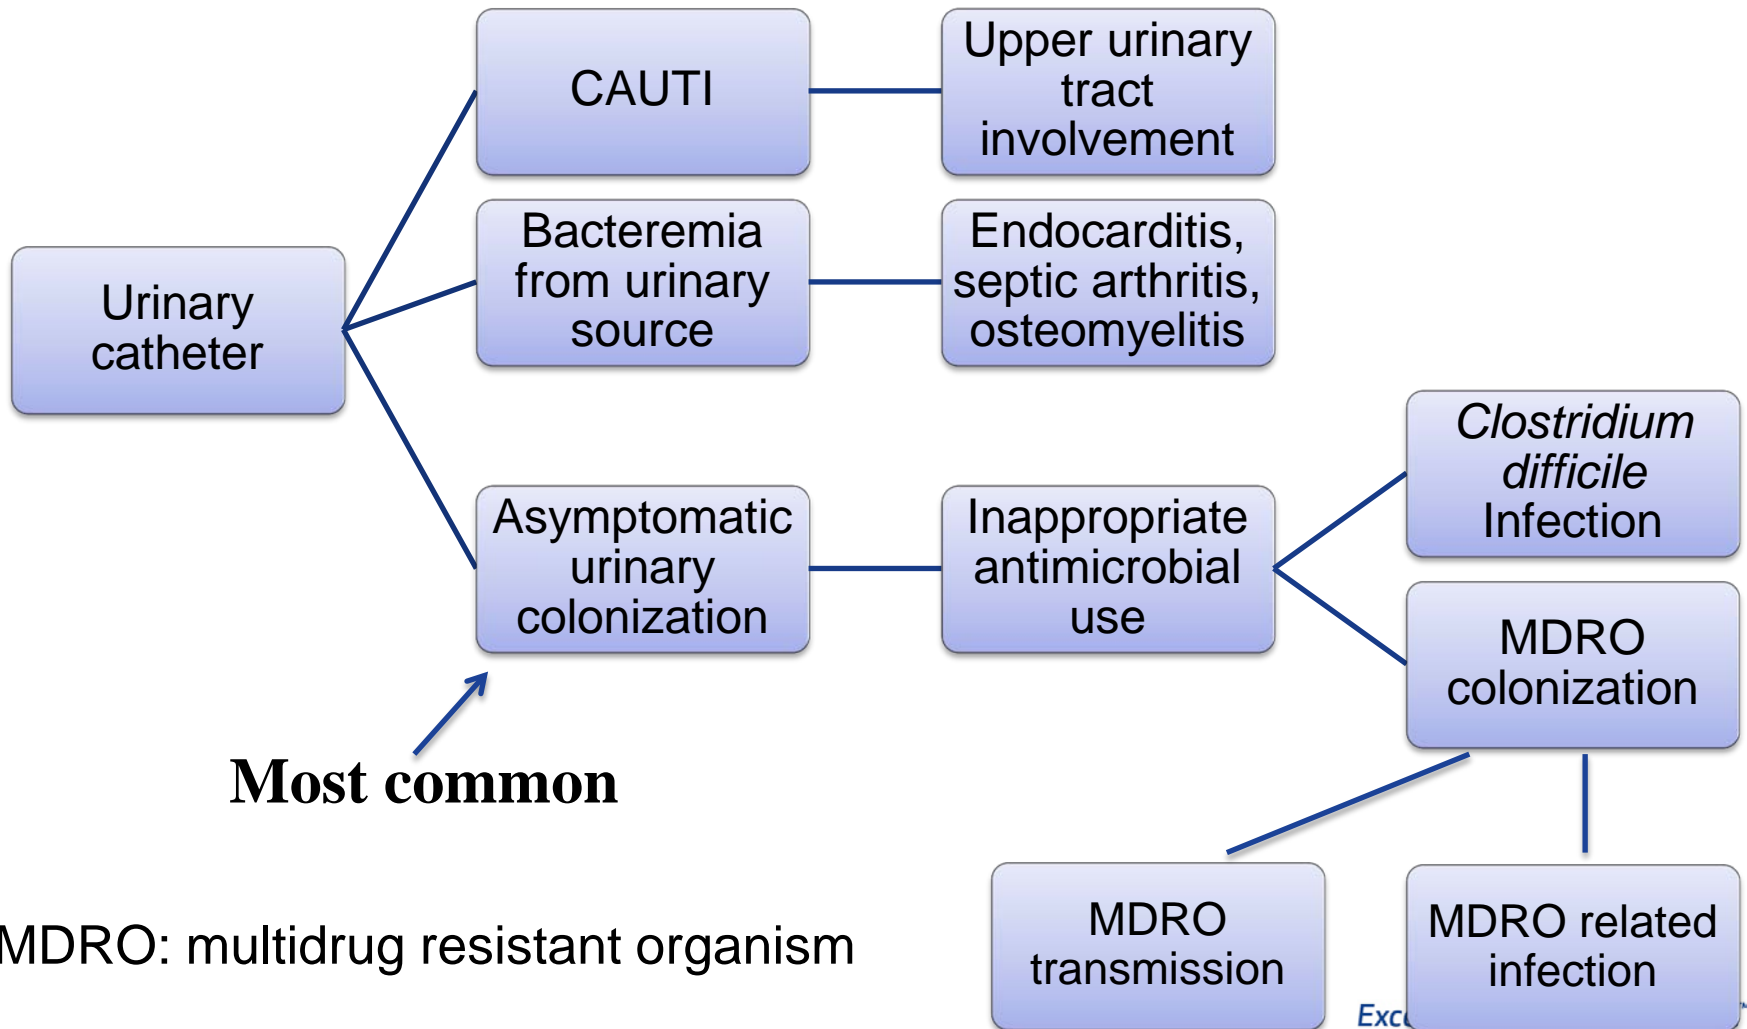 CAUTI
Upper urinary
tract
involvement
Urinary
catheter
Bacteremia
from urinary
source
Endocarditis,
septic arthritis,
osteomyelitis
Asymptomatic
urinary
colonization
Inappropriate
antimicrobial
use
Clostridium
difficile
Infection
MDRO
colonization
Most common
MDRO
transmission
MDRO related
infection
MDRO: multidrug resistant organism